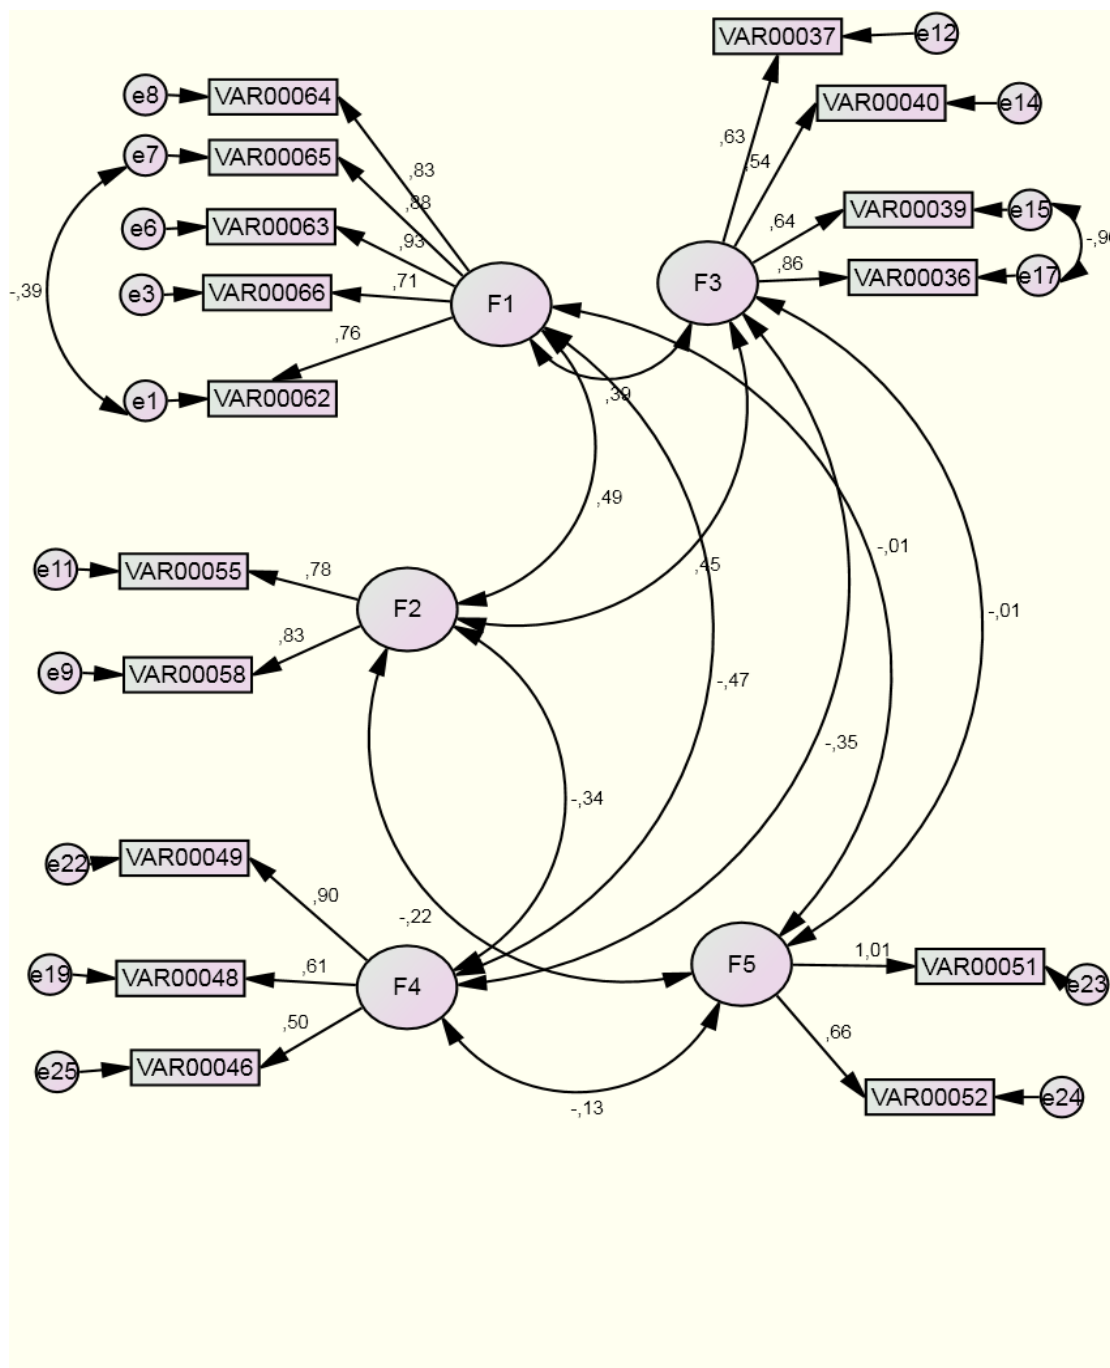 VAR00037
e12
e8
VAR00064
VAR00040
e14
,83
,63
,54
e7
VAR00065
,88
VAR00039
e15
,64
e6
VAR00063
,93
,86
VAR00036
e17
e3
VAR00066
,71
F1
F3
-,39
,76
e1
VAR00062
,39
,49
-,01
e11
VAR00055
,78
,45
F2
-,01
,83
e9
VAR00058
-,47
-,35
-,34
e22
VAR00049
,90
-,22
1,01
e19
VAR00048
,61
F4
F5
VAR00051
e23
,50
,66
e25
VAR00046
VAR00052
e24
-,13